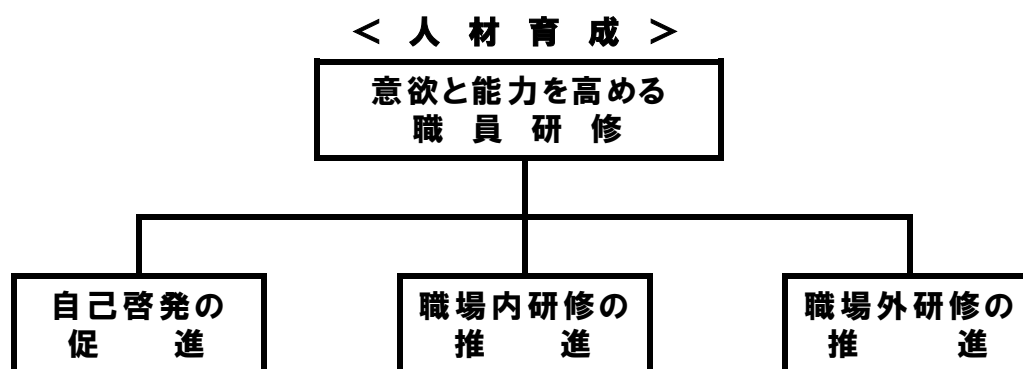 ＜人材育成＞
意欲と能力を高める
職員研修
自己啓発の
促進
職場内研修の
推進
職場外研修の
推進